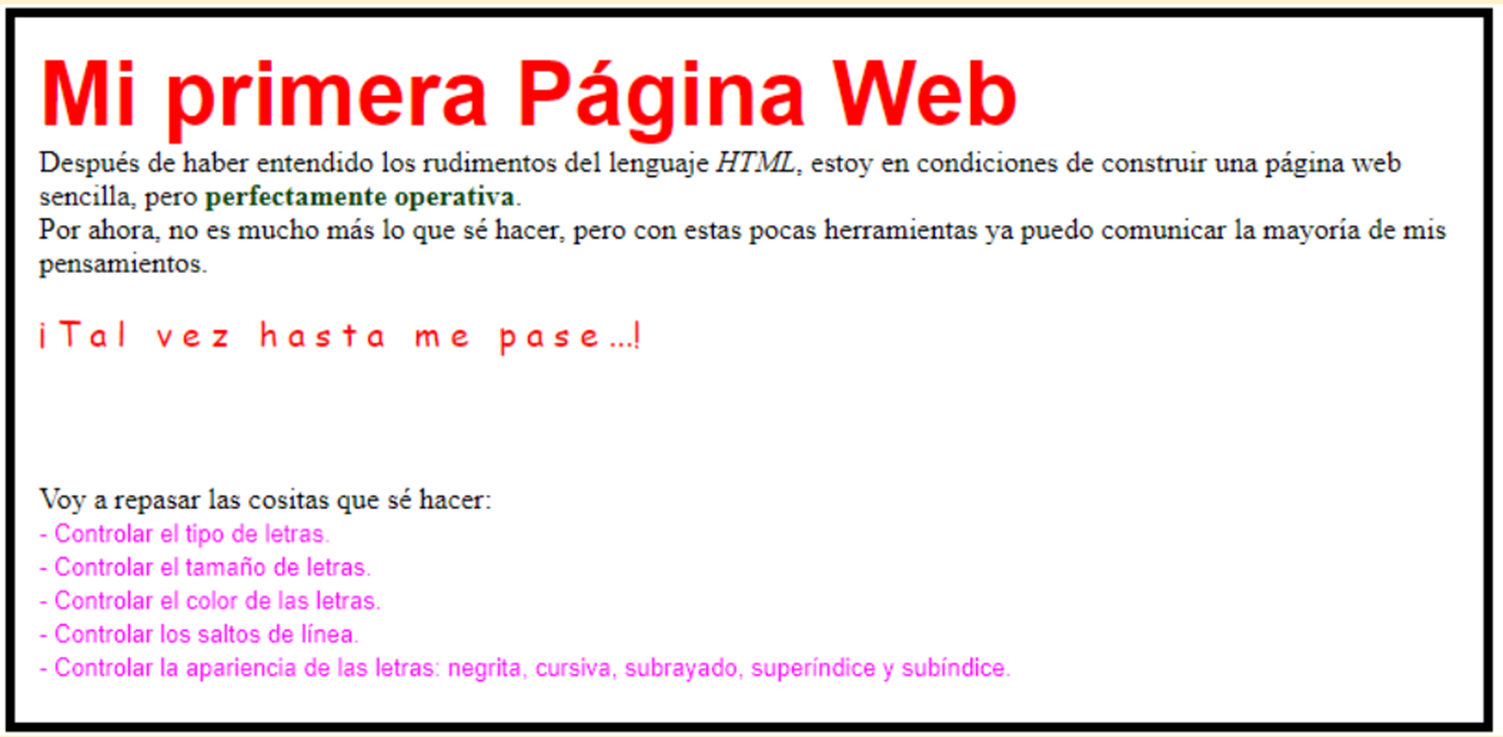 Mi primera Página Web
Después de haber entendido los rudimentos del lenguaje HTML, estoy en condiciones de construir una página web
sencilla, pero perfectamente operativa.
Por ahora, no es mucho más lo que sé hacer, pero con estas pocas herramientas ya puedo comunicar la mayoría de mis
pensamientos.
¡Tal vez hasta me pase...!
Voy a repasar las cositas que sé hacer:
- Controlar el tipo de letras.
- Controlar el tamaño de letras.
- Controlar el color de las letras.
- Controlar los saltos de línea.
- Controlar la apariencia de las letras: negrita, cursiva, subrayado, superíndice y subíndice.